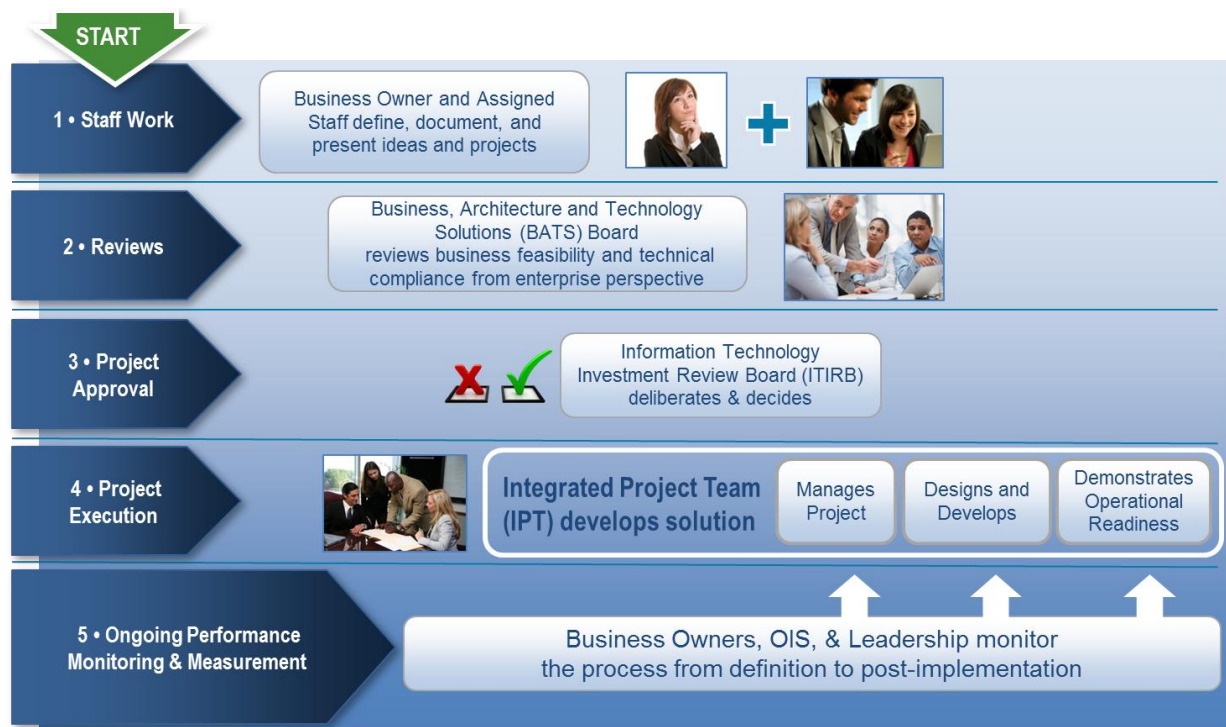 START
1 • Staff Work
Business Owner and Assigned
Staff define, document, and
present ideas and projects
2 • Reviews
Business, Architecture and Technology
Solutions (BATS) Board
reviews business feasibility and technical
compliance from enterprise perspective
3 • Project
Approval
Information Technology
Investment Review Board (ITIRB)
deliberates & decides
4 • Project
Execution
Integrated Project Team
(IPT) develops solution
Manages
Project
Designs and
Develops
Demonstrates
Operational
Readiness
5 • Ongoing Performance
Monitoring & Measurement
Business Owners, OIS, & Leadership monitor
the process from definition to post-implementation